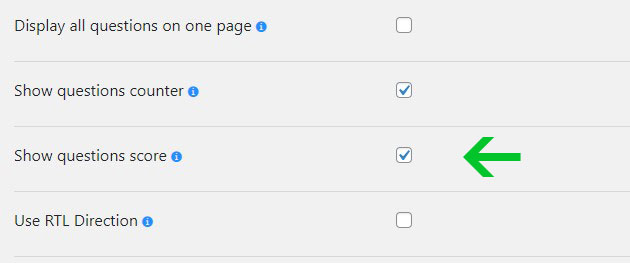 Display all questions on one page
Show questions counter
Show questions score
Use RTL Direction